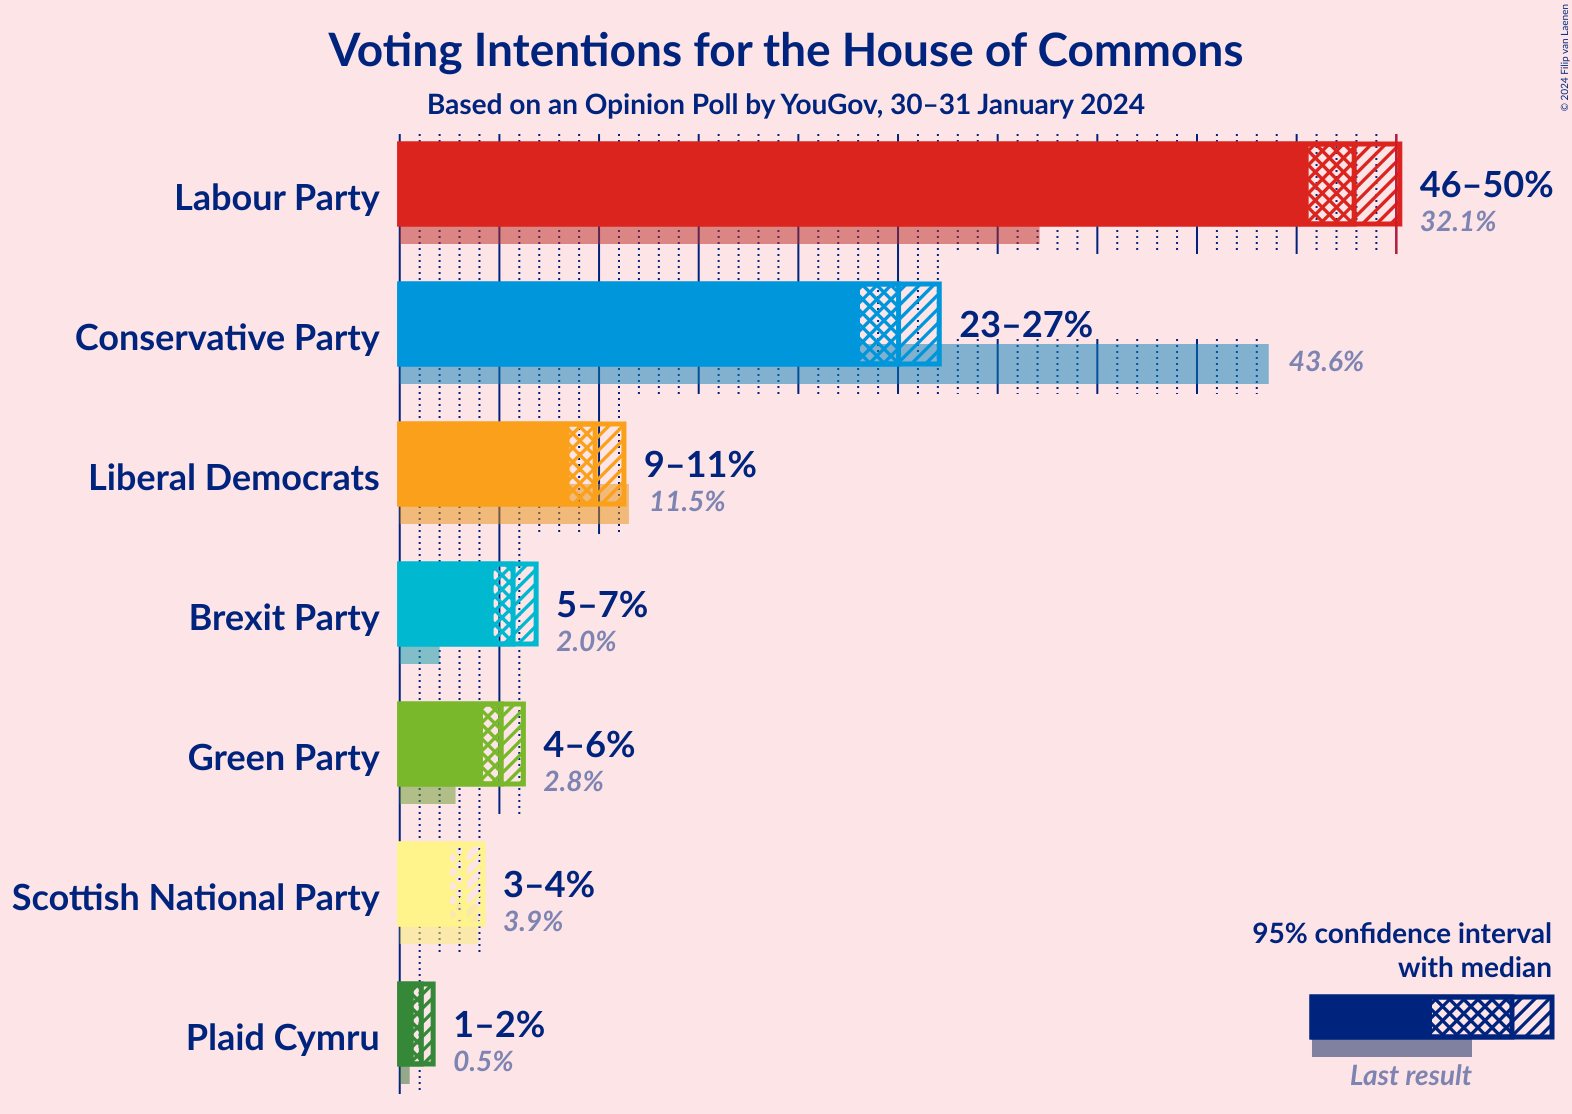 Voting Intentions for the House of Commons
Based on an Opinion Poll by YouGov, 30–31 January 2024
© 2024 Filip van Laenen
Labour Party
46–50%
32.1%
Conservative Party
23–27%
43.6%
Liberal Democrats
9–11%
11.5%
Brexit Party
5–7%
2.0%
Green Party
4–6%
2.8%
Scottish National Party
3–4%
3.9%
Plaid Cymru
1–2%
0.5%
95% confidence interval
with median
Last result